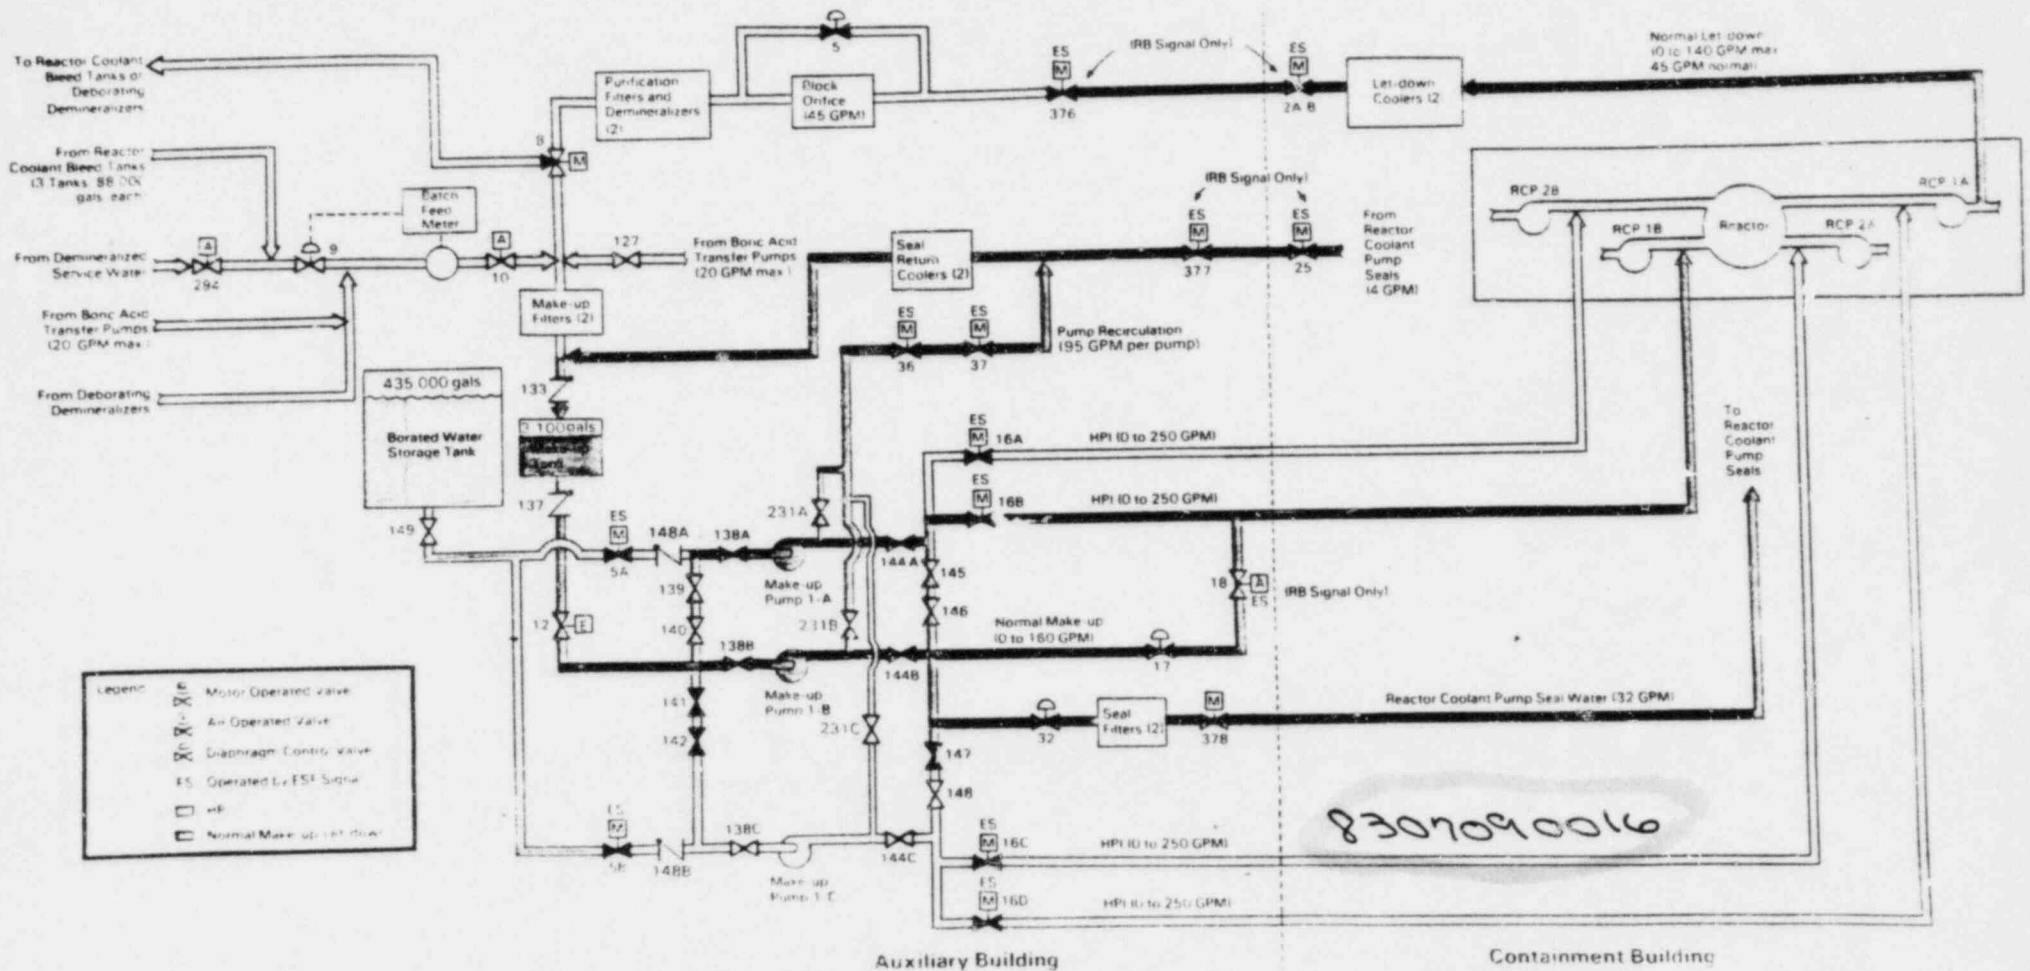 To Reactor Coolant
Bleed Tanks or
Deborating
Demineralizers
From Reactor
Coolant Bleed Tanks
(3 Tanks 88,000
gals each)
From Demineralized
Service Water
From Boric Acid
Transfer Pumps
(20 GPM max.)
From Deborating
Demineralizers
A
294
9
Batch
Feed
Meter
A
10
8
M
Purification
Filters and
Demineralizers
(2)
5
Block
Orifice
(45 GPM)
ES
M
376
(RB Signal Only)
ES
M
2A B
Let-down
Coolers (2)
Normal Let-down
(0 to 140 GPM max
45 GPM normal)
127
From Boric Acid
Transfer Pumps
(20 GPM max.)
Make-up
Filters (2)
Seal
Return
Coolers (2)
(RB Signal Only)
ES
M
377
ES
M
25
From
Reactor
Coolant
Pump
Seals
(4 GPM)
RCP 2B
RCP 1A
RCP 1B
Reactor
RCP 2A
ES
M
36
ES
M
37
Pump Recirculation
(95 GPM per pump)
435,000 gals
Borated Water
Storage Tank
133
3,100gals
Make-up
Tank
137
149
ES
M
5A
148A
138A
Make-up
Pump 1-A
231A
144A
ES
M
16A
HPI (0 to 250 GPM)
ES
M
16B
HPI (0 to 250 GPM)
To
Reactor
Coolant
Pump
Seals
139
140
145
146
18
A
ES
(RB Signal Only)
12
E
138B
Make-up
Pump 1-B
231B
144B
Normal Make-up
(0 to 160 GPM)
17
141
142
231C
32
Seal
Filters (2)
M
378
Reactor Coolant Pump Seal Water (32 GPM)
147
148
ES
M
5B
148B
138C
Make-up
Pump 1-C
144C
ES
M
16C
HPI (0 to 250 GPM)
ES
M
16D
HPI (0 to 250 GPM)
Legend
Motor Operated Valve
Air Operated Valve
Diaphragm Control Valve
ES Operated by ESF Signal
HPI
Normal Make-up Let-down
8307090016
Auxiliary Building
Containment Building